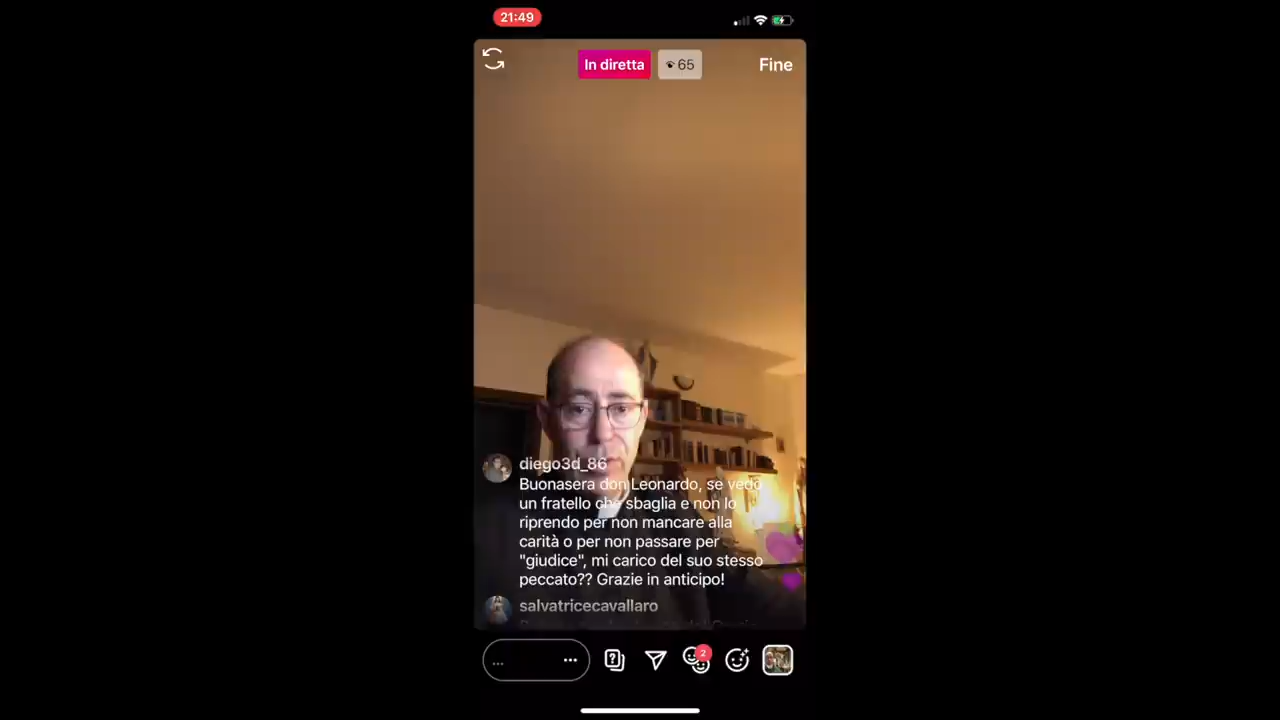 21:49
In diretta
65
Fine
diego3d_86
Buonasera don Leonardo, se vedo
un fratello che sbaglia e non lo
riprendo per non mancare alla
carità o per non passare per
"giudice", mi carico del suo stesso
peccato?? Grazie in anticipo!
salvatricecavallaro
...
2